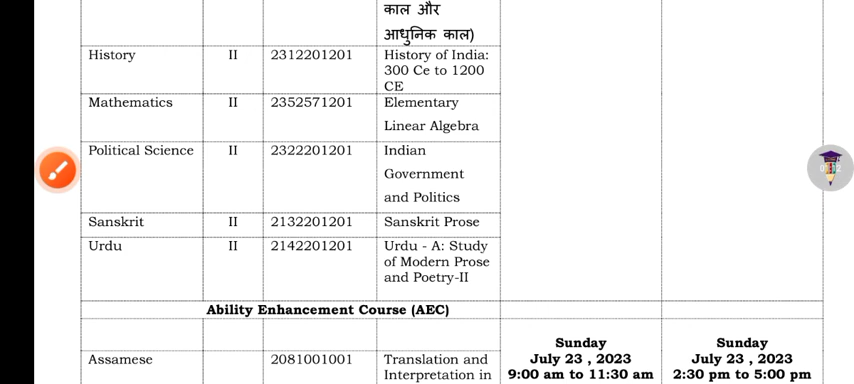 काल और
आधुनिक काल)
History II 2312201201 History of India:
300 Ce to 1200
CE
Mathematics II 2352571201 Elementary
Linear Algebra
Political Science II 2322201201 Indian
Government
and Politics
Sanskrit II 2132201201 Sanskrit Prose
Urdu II 2142201201 Urdu - A: Study
of Modern Prose
and Poetry-II
Ability Enhancement Course (AEC)
Sunday Sunday
Assamese 2081001001 Translation and July 23 , 2023 July 23 , 2023
Interpretation in 9:00 am to 11:30 am 2:30 pm to 5:00 pm